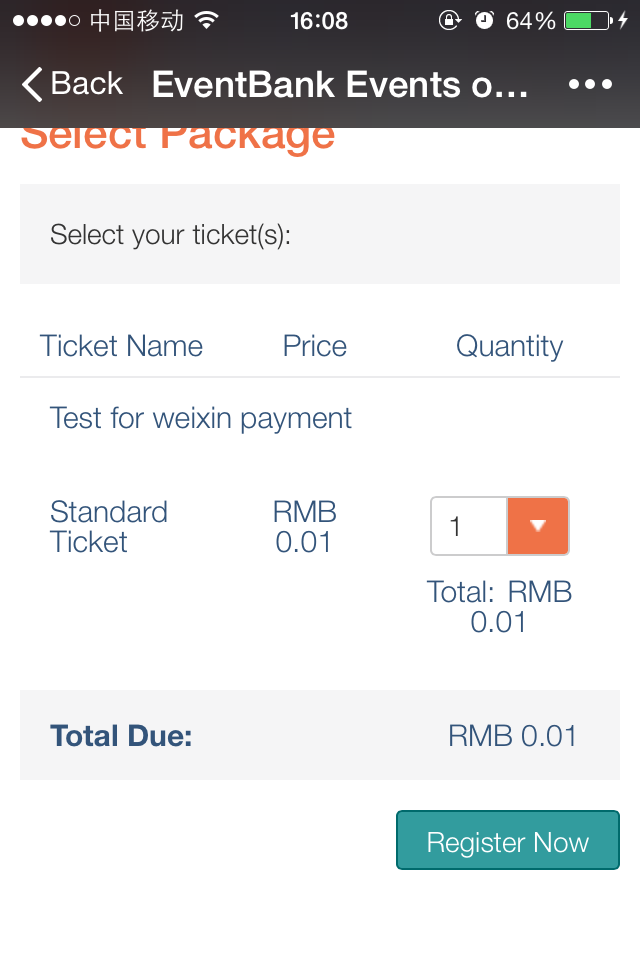 中国移动 16:08 64%
Back EventBank Events o...
Select Package
Select your ticket(s):
Ticket Name Price Quantity
Test for weixin payment
Standard Ticket RMB 0.01 1
Total: RMB 0.01
Total Due: RMB 0.01
Register Now